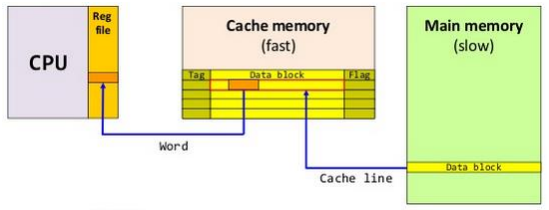 CPU
Reg
file
Cache memory
(fast)
Tag
Data block
Flag
Main memory
(slow)
Data block
Word
Cache line